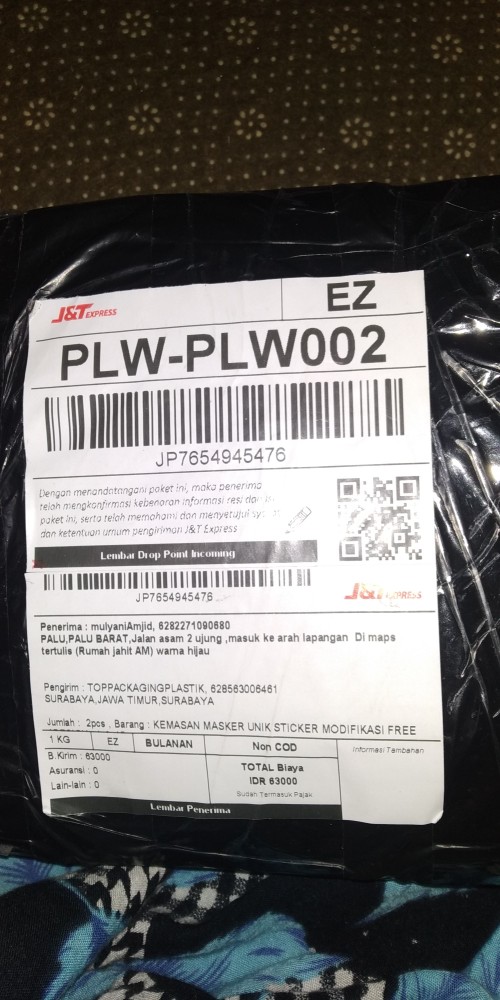 J&T EXPRESS
EZ
PLW-PLW002
JP7654945476
Dengan menandatangani paket ini, maka penerima
telah mengkonfirmasi kebenaran informasi resi dan isi
paket ini, serta telah memahami dan menyetujui
dan ketentuan umum pengiriman J&T Express
Lembar Drop Point Incoming
JP7654945476
J&T EXPRESS
Penerima : mulyaniAmjid, 6282271090680
PALU,PALU BARAT,Jalan asam 2 ujung ,masuk ke arah lapangan Di maps
tertulis (Rumah jahit AM) warna hijau
Pengirim : TOPPACKAGINGPLASTIK, 628563006461
SURABAYA,JAWA TIMUR,SURABAYA
Jumlah : 2pcs , Barang : KEMASAN MASKER UNIK STICKER MODIFIKASI FREE
1 KG EZ BULANAN Non COD Informasi Tambahan
B.Kirim : 63000
Asuransi : 0
Lain-lain : 0
TOTAL Biaya
IDR 63000
Sudah Termasuk Pajak
Lembar Penerima